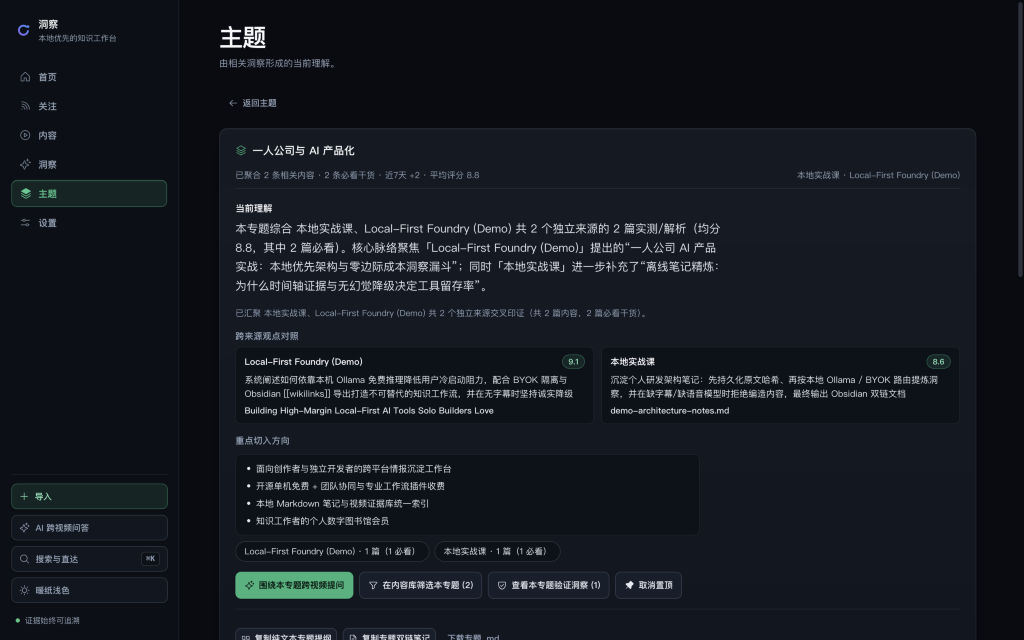 洞察
本地优先的知识工作台
首页
关注
内容
洞察
主题
设置
导入
AI 跨视频问答
搜索与直达 ⌘K
暖纸浅色
证据始终可追溯
主题
由相关洞察形成的当前理解。
← 返回主题
一人公司与 AI 产品化
已聚合 2 条相关内容 · 2 条必看干货 · 近7天 +2 · 平均评分 8.8
本地实战课 · Local-First Foundry (Demo)
当前理解
本专题综合 本地实战课、Local-First Foundry (Demo) 共 2 个独立来源的 2 篇实测/解析（均分
8.8，其中 2 篇必看）。核心脉络聚焦「Local-First Foundry (Demo)」提出的“一人公司 AI 产品
实战：本地优先架构与零边际成本洞察漏斗”；同时「本地实战课」进一步补充了“离线笔记精炼：
为什么时间轴证据与无幻觉降级决定工具留存率”。
已汇聚 本地实战课、Local-First Foundry (Demo) 共 2 个独立来源交叉印证（共 2 篇内容，2 篇必看干货）。
跨来源观点对照
Local-First Foundry (Demo) 9.1
系统阐述如何依靠本机 Ollama 免费推理降低用户冷启动阻力，配合 BYOK 隔离与
Obsidian [[wikilinks]] 导出打造不可替代的知识工作流，并在无字幕时坚持诚实降级
Building High-Margin Local-First AI Tools Solo Builders Love
本地实战课 8.6
沉淀个人研发架构笔记：先持久化原文哈希、再按本地 Ollama / BYOK 路由提炼洞
察，并在缺字幕/缺语音模型时拒绝编造内容，最终输出 Obsidian 双链文档
demo-architecture-notes.md
重点切入方向
• 面向创作者与独立开发者的跨平台情报沉淀工作台
• 开源单机免费 + 团队协同与专业工作流插件收费
• 本地 Markdown 笔记与视频证据库统一索引
• 知识工作者的个人数字图书馆会员
Local-First Foundry (Demo) · 1 篇（1 必看）
本地实战课 · 1 篇（1 必看）
围绕本专题跨视频提问
在内容库筛选本专题 (2)
查看本专题验证洞察 (1)
取消置顶
复制纯文本专题提纲
复制专题双链笔记
下载专题 .md